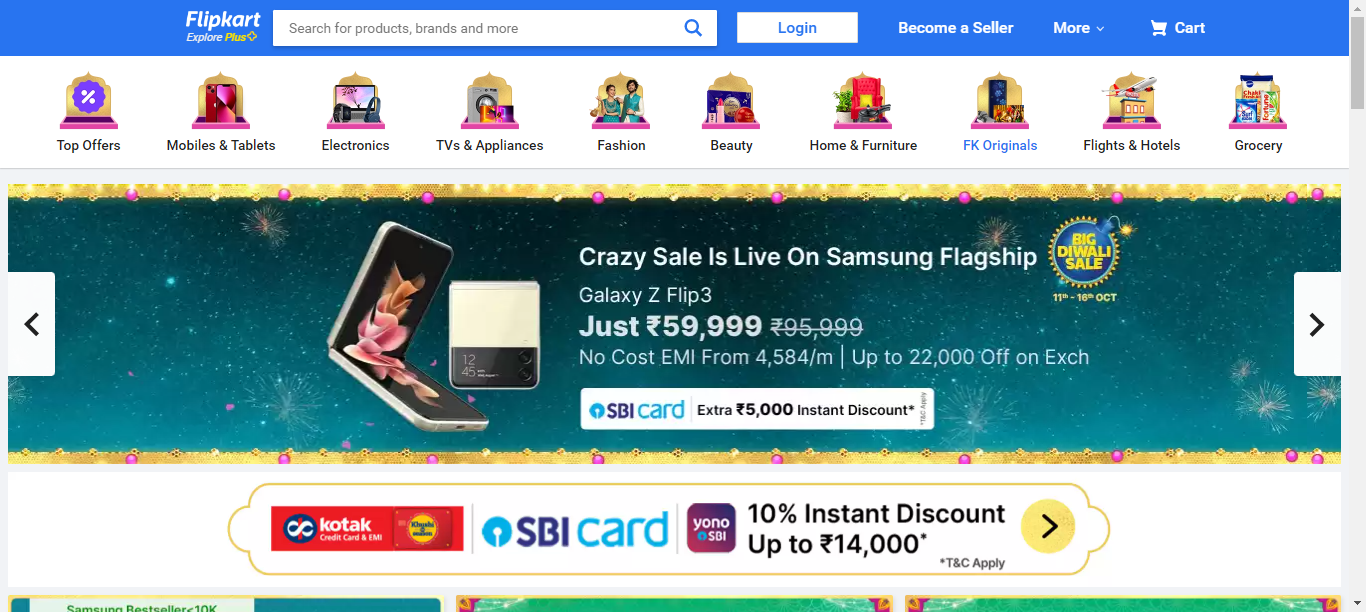 Flipkart
Explore Plus
Search for products, brands and more
Login
Become a Seller
More
Cart
Top Offers
Mobiles & Tablets
Electronics
TVs & Appliances
Fashion
Beauty
Home & Furniture
FK Originals
Flights & Hotels
Grocery
Crazy Sale Is Live On Samsung Flagship
BIG
DIWALI
SALE
11th - 16th OCT
Galaxy Z Flip3
Just ₹59,999 ₹95,999
No Cost EMI From 4,584/m | Up to 22,000 Off on Exch
SBI card Extra ₹5,000 Instant Discount*
*T&C Apply
12
45
kotak
Credit Card & EMI
SBI card
yono
SBI
10% Instant Discount
Up to ₹14,000*
*T&C Apply
Samsung Bestseller<10K